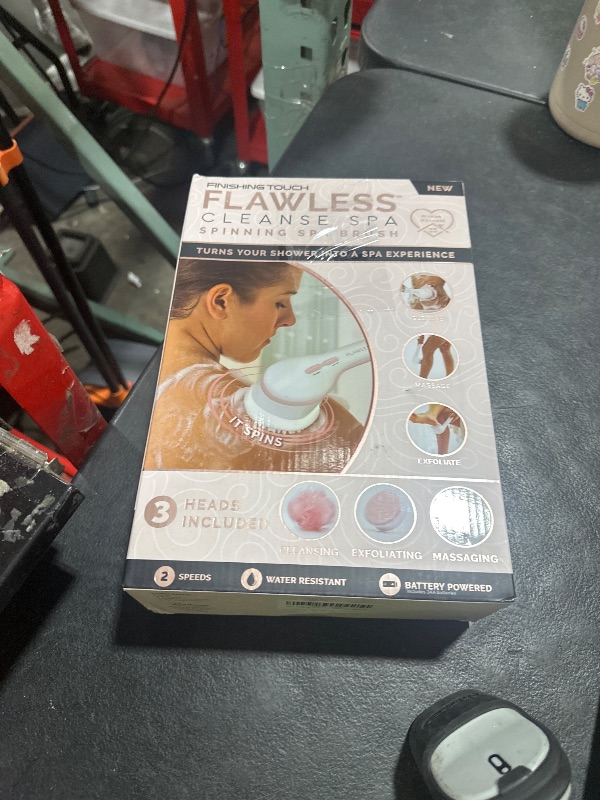 FINISHING TOUCH
NEW
FLAWLESS
CLEANSE SPA
SPINNING SPA BRUSH
TURNS YOUR SHOWER INTO A SPA EXPERIENCE
IT SPINS
MASSAGE
EXFOLIATE
3 HEADS
INCLUDED
CLEANSING EXFOLIATING MASSAGING
2 SPEEDS WATER RESISTANT BATTERY POWERED